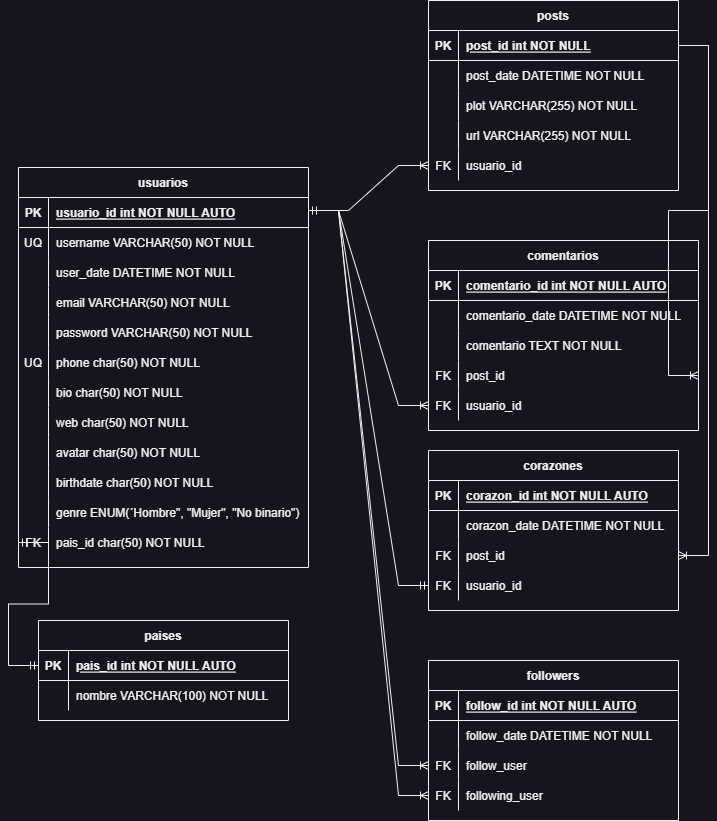 posts
PK post_id int NOT NULL
post_date DATETIME NOT NULL
plot VARCHAR(255) NOT NULL
url VARCHAR(255) NOT NULL
FK usuario_id
usuarios
PK usuario_id int NOT NULL AUTO
UQ username VARCHAR(50) NOT NULL
user_date DATETIME NOT NULL
email VARCHAR(50) NOT NULL
password VARCHAR(50) NOT NULL
UQ phone char(50) NOT NULL
bio char(50) NOT NULL
web char(50) NOT NULL
avatar char(50) NOT NULL
birthdate char(50) NOT NULL
genre ENUM(´Hombre", "Mujer", "No binario")
FK pais_id char(50) NOT NULL
comentarios
PK comentario_id int NOT NULL AUTO
comentario_date DATETIME NOT NULL
comentario TEXT NOT NULL
FK post_id
FK usuario_id
corazones
PK corazon_id int NOT NULL AUTO
corazon_date DATETIME NOT NULL
FK post_id
FK usuario_id
paises
PK pais_id int NOT NULL AUTO
nombre VARCHAR(100) NOT NULL
followers
PK follow_id int NOT NULL AUTO
follow_date DATETIME NOT NULL
FK follow_user
FK following_user